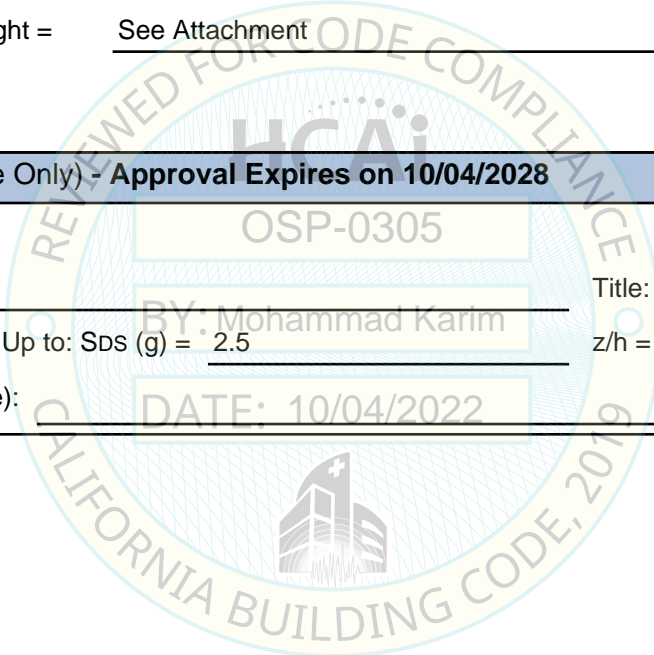 ght = See Attachment
REVIEWED FOR CODE COMPLIANCE
HCAi
e Only) - Approval Expires on 10/04/2028
OSP-0305
Title:
BY: Mohammad Karim
Up to: SDS (g) = 2.5 z/h =
e):
DATE: 10/04/2022
CALIFORNIA BUILDING CODE, 2019